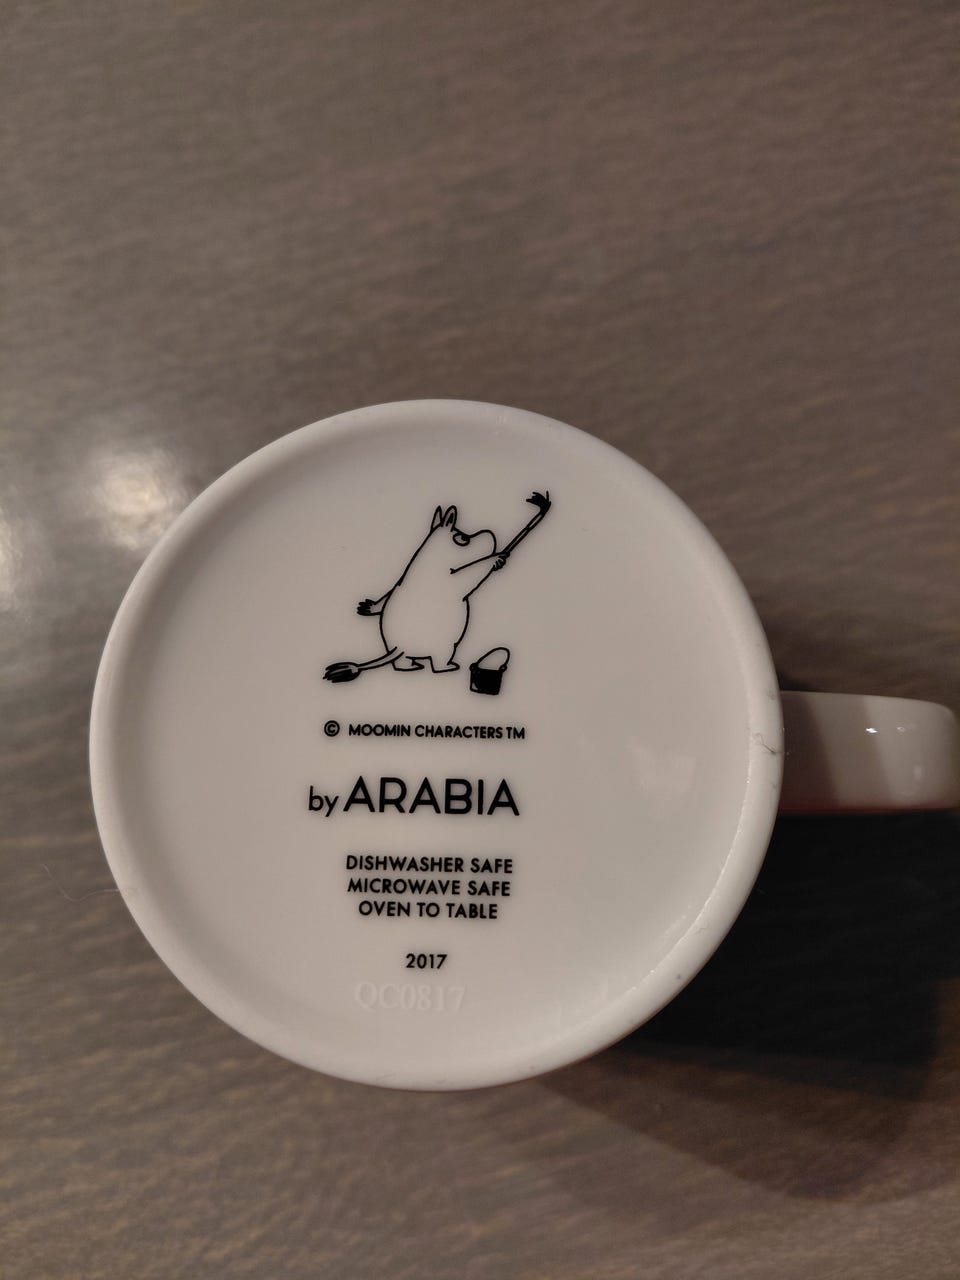 © MOOMIN CHARACTERS TM
by ARABIA
DISHWASHER SAFE
MICROWAVE SAFE
OVEN TO TABLE
2017
QC0817